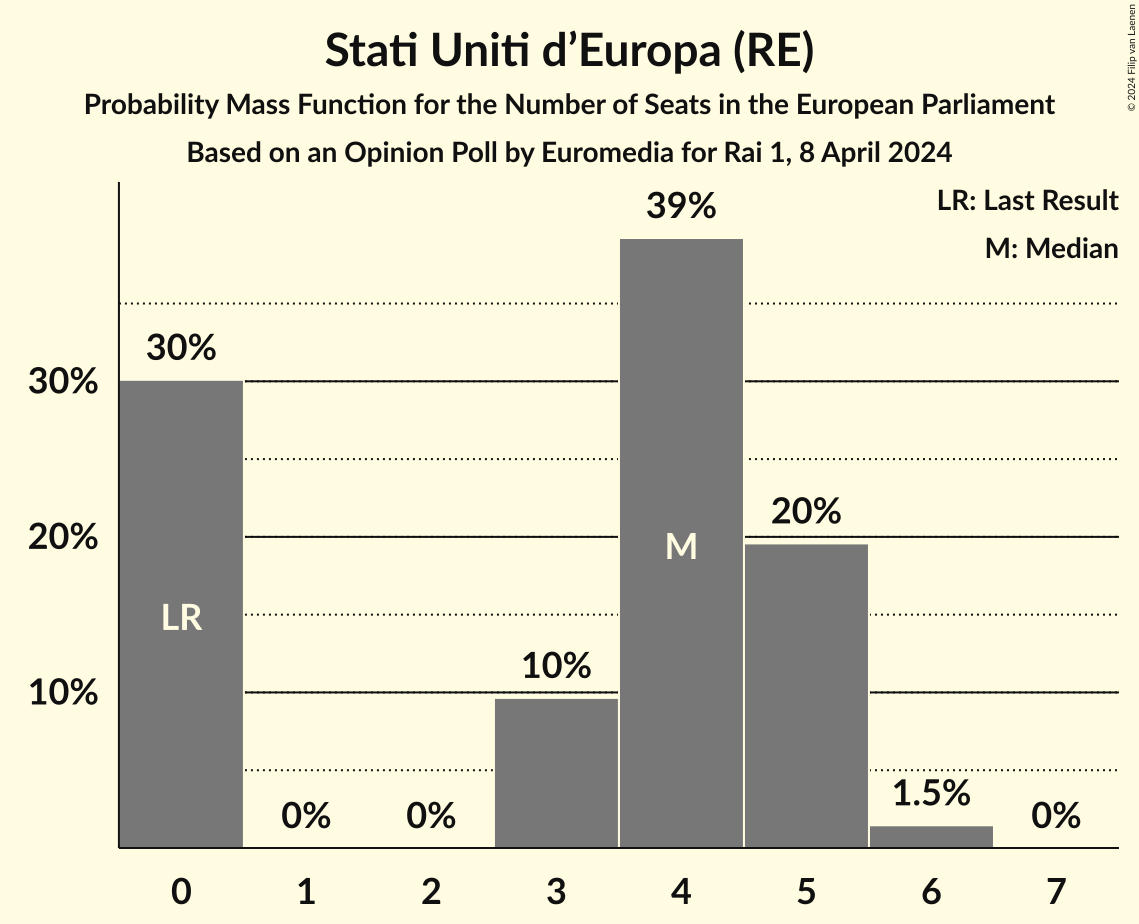 Stati Uniti d’Europa (RE)
Probability Mass Function for the Number of Seats in the European Parliament
Based on an Opinion Poll by Euromedia for Rai 1, 8 April 2024
© 2024 Filip van Laenen
LR: Last Result
M: Median
39%
30%
30%
20%
20%
M
LR
10%
10%
1.5%
0%
0%
0%
0 1 2 3 4 5 6 7